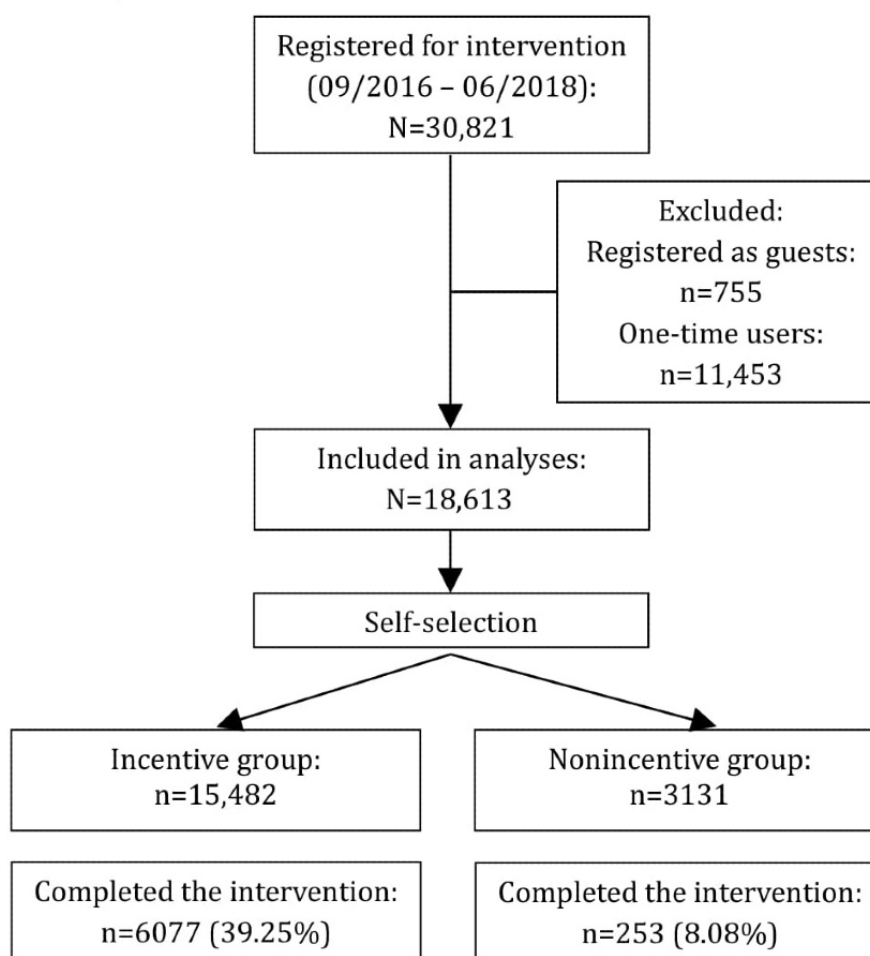 Registered for intervention
(09/2016 – 06/2018):
N=30,821
Excluded:
Registered as guests:
n=755
One-time users:
n=11,453
Included in analyses:
N=18,613
Self-selection
Incentive group:
n=15,482
Nonincentive group:
n=3131
Completed the intervention:
n=6077 (39.25%)
Completed the intervention:
n=253 (8.08%)